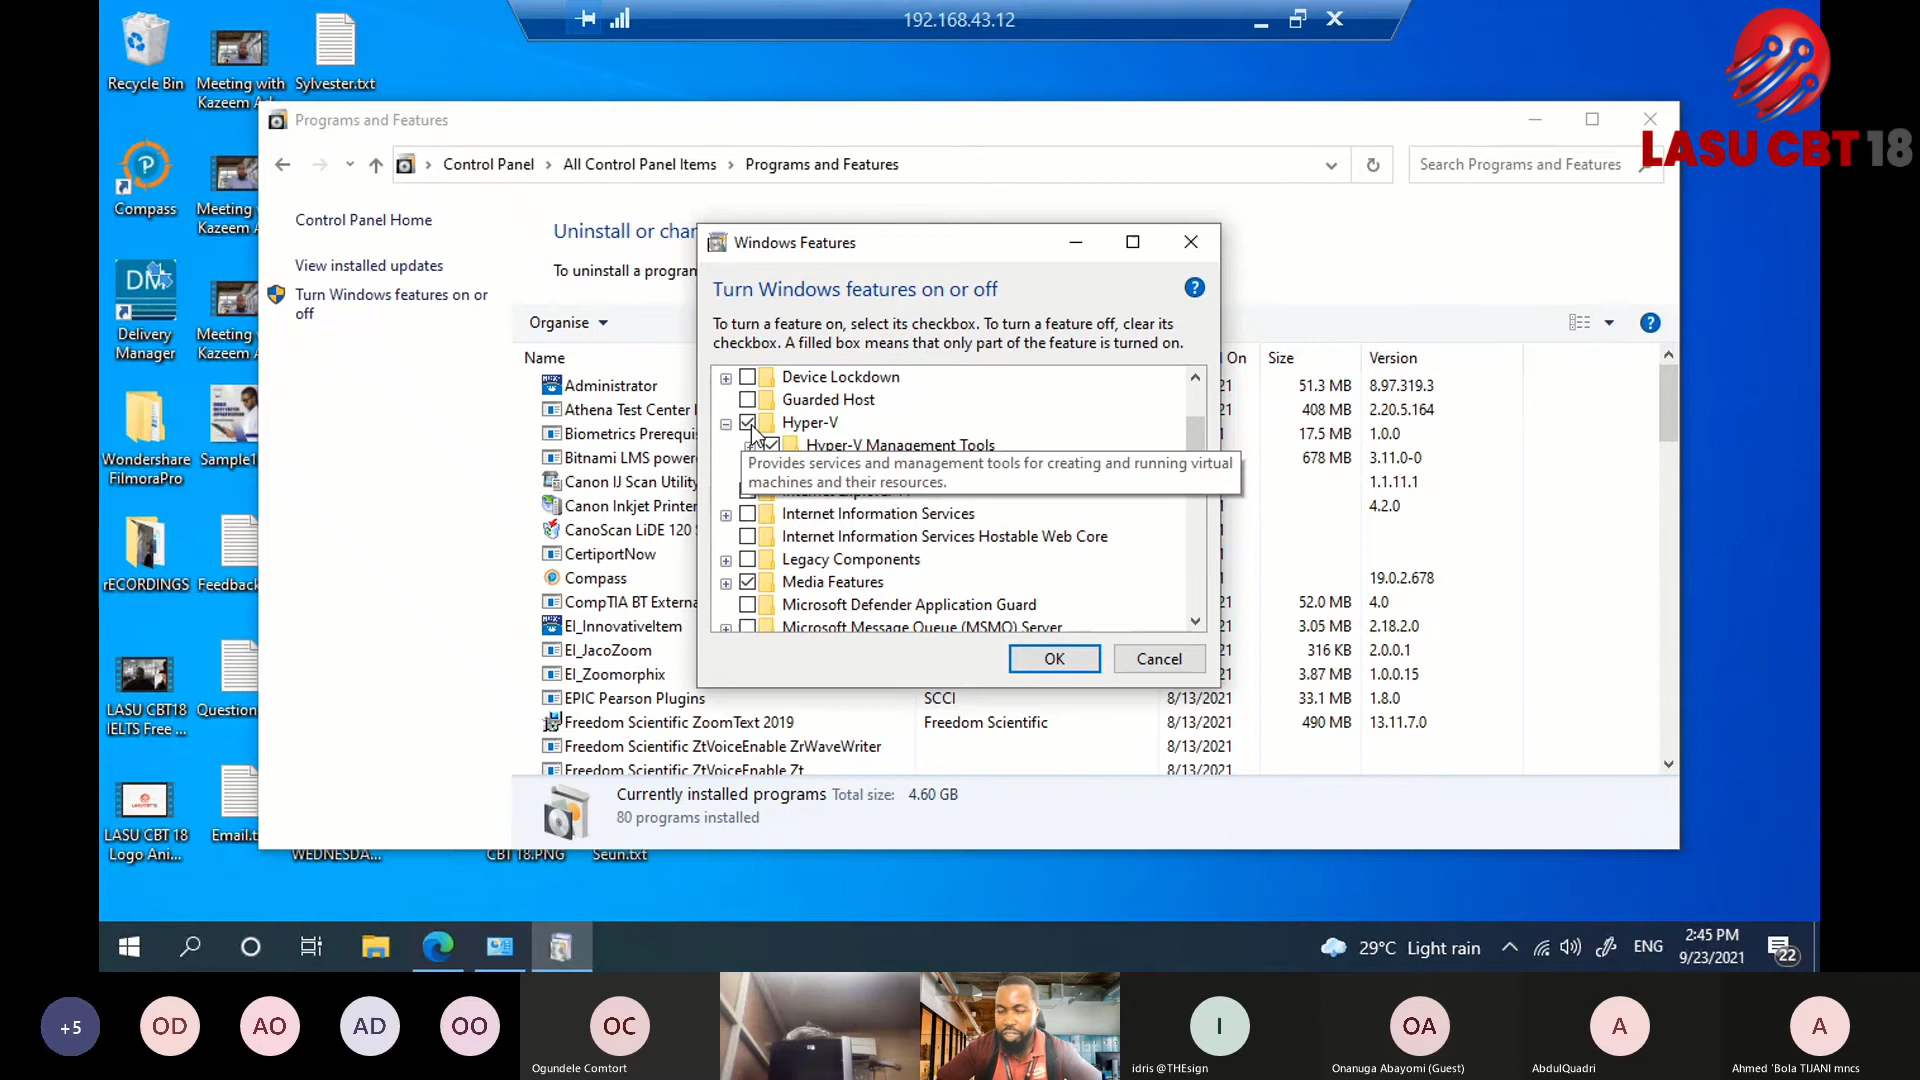 192.168.43.12
LASU CBT 18
Recycle Bin
Meeting with
Kazeem Ad
Sylvester.txt
Compass
Meeting
Kazeem A
Delivery
Manager
Meeting
Kazeem A
Wondershare
FilmoraPro
Sample1
rECORDINGS
Feedback
LASU CBT18
IELTS Free ...
Question
LASU CBT 18
Logo Ani...
Email.t
WEDNESDA...
CBT 18.PNG
Seun.txt
Programs and Features
Control Panel
All Control Panel Items
Programs and Features
Search Programs and Features
Control Panel Home
View installed updates
Turn Windows features on or
off
Uninstall or chan
To uninstall a program
Organise
Name
On
Size
Version
Administrator
21
51.3 MB
8.97.319.3
Athena Test Center
21
408 MB
2.20.5.164
Biometrics Prerequis
21
17.5 MB
1.0.0
Bitnami LMS power
21
678 MB
3.11.0-0
Canon IJ Scan Utility
1.1.11.1
Canon Inkjet Printer
4.2.0
CanoScan LiDE 120
CertiportNow
Compass
19.0.2.678
CompTIA BT Externa
21
52.0 MB
4.0
EI_InnovativeItem
21
3.05 MB
2.18.2.0
EI_JacoZoom
21
316 KB
2.0.0.1
EI_Zoomorphix
21
3.87 MB
1.0.0.15
EPIC Pearson Plugins
SCCI
8/13/2021
33.1 MB
1.8.0
Freedom Scientific ZoomText 2019
Freedom Scientific
8/13/2021
490 MB
13.11.7.0
Freedom Scientific ZtVoiceEnable ZrWaveWriter
8/13/2021
Freedom Scientific ZtVoiceEnable Zt
8/13/2021
Currently installed programs Total size: 4.60 GB
80 programs installed
Windows Features
Turn Windows features on or off
To turn a feature on, select its checkbox. To turn a feature off, clear its
checkbox. A filled box means that only part of the feature is turned on.
Device Lockdown
Guarded Host
Hyper-V
Hyper-V Management Tools
Provides services and management tools for creating and running virtual
machines and their resources.
Internet Information Services
Internet Information Services Hostable Web Core
Legacy Components
Media Features
Microsoft Defender Application Guard
Microsoft Message Queue (MSMQ) Server
OK
Cancel
29°C Light rain
ENG
2:45 PM
9/23/2021
22
+5
OD
AO
AD
OO
OC
Ogundele Comtort
I
idris @THEsign
OA
Onanuga Abayomi (Guest)
A
AbdulQuadri
A
Ahmed 'Bola TIJANI mncs